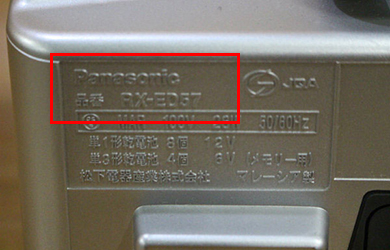 Panasonic JQA
品番 RX-ED57
100V 28W 50/60Hz
単1形乾電池 8個 12V
単3形乾電池 4個 6V (メモリー用)
松下電器産業株式会社 マレーシア製